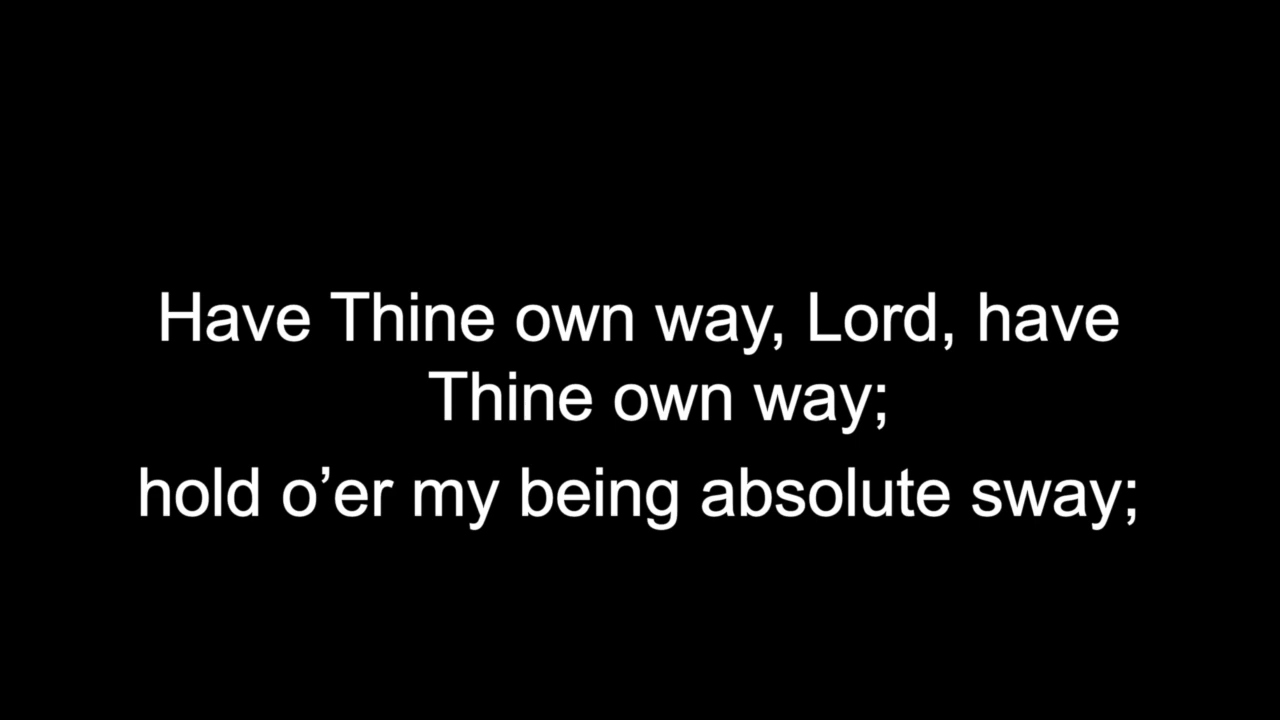 Have Thine own way, Lord, have
Thine own way;
hold o’er my being absolute sway;